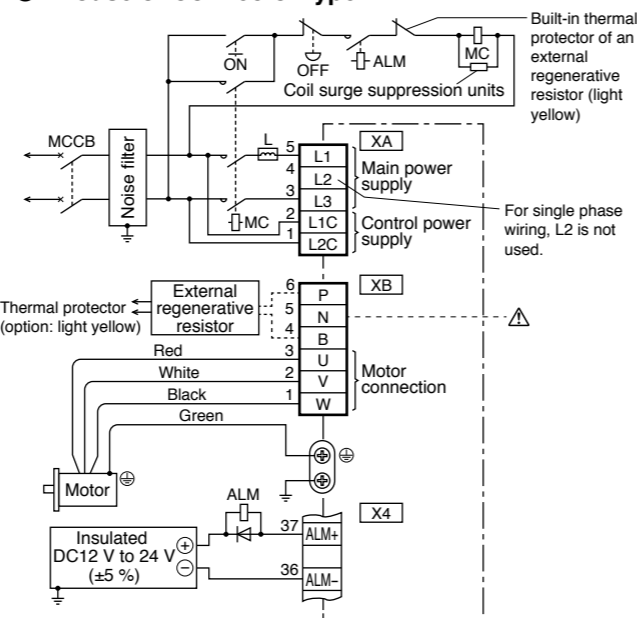 Built-in thermal
protector of an
external
regenerative
resistor (light
yellow)
ON
OFF
ALM
MC
Coil surge suppression units
MCCB
Noise filter
L
MC
XA
5 L1
4 L2
3 L3
2 L1C
1 L2C
Main power
supply
Control power
supply
For single phase
wiring, L2 is not
used.
XB
6 P
5 N
4 B
3 U
2 V
1 W
Thermal protector
(option: light yellow)
External
regenerative
resistor
Red
White
Black
Green
Motor
connection
Motor
X4
ALM
37 ALM+
36 ALM−
Insulated
DC12 V to 24 V
(±5 %)